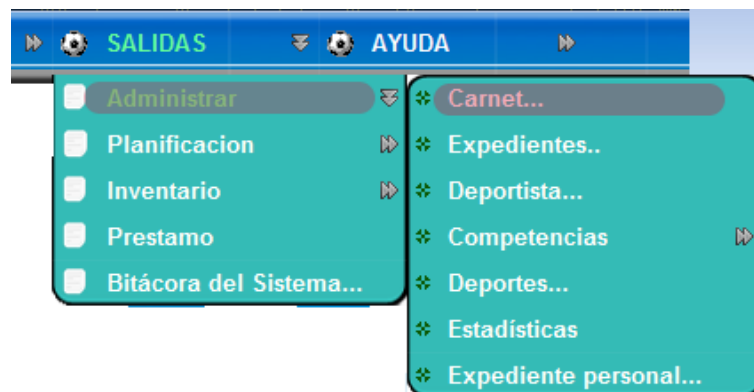 SALIDAS AYUDA
Administrar
Planificacion
Inventario
Prestamo
Bitácora del Sistema...
Carnet...
Expedientes..
Deportista...
Competencias
Deportes...
Estadísticas
Expediente personal...